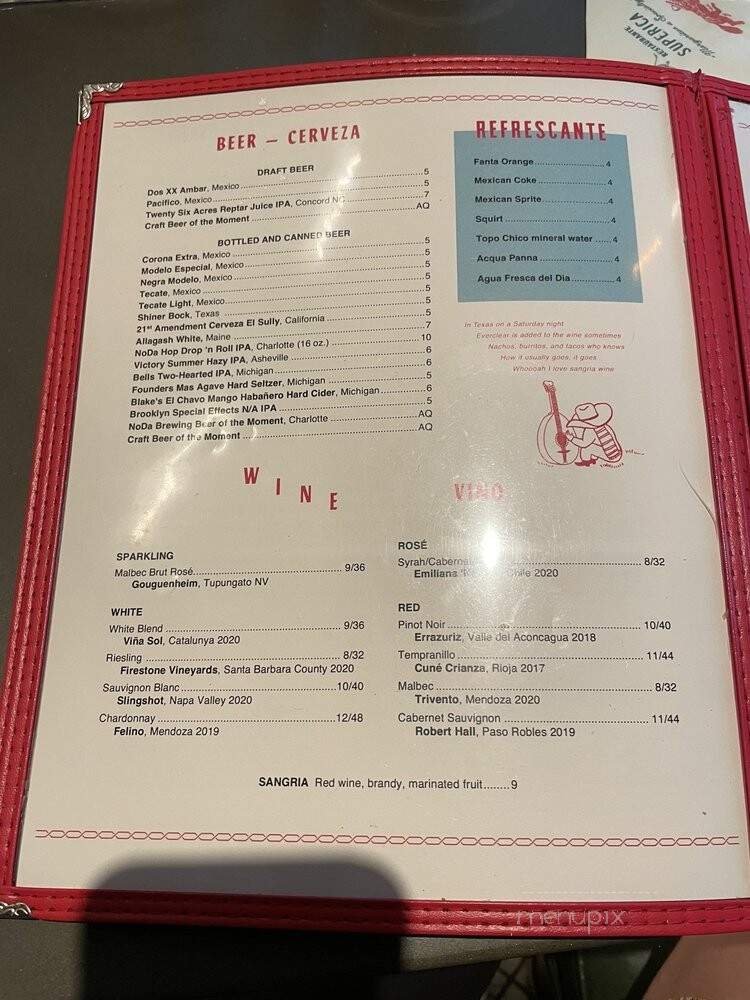 RESTAURANTE
SUPERICA
Margaritas a Specialty
BEER – CERVEZA
DRAFT BEER
Dos XX Ambar, Mexico ... 5
Pacifico, Mexico ... 5
Twenty Six Acres Reptar Juice IPA, Concord NC ... 7
Craft Beer of the Moment ... AQ
BOTTLED AND CANNED BEER
Corona Extra, Mexico ... 5
Modelo Especial, Mexico ... 5
Negra Modelo, Mexico ... 5
Tecate, Mexico ... 5
Tecate Light, Mexico ... 5
Shiner Bock, Texas ... 5
21st Amendment Cerveza El Sully, California ... 5
Allagash White, Maine ... 7
NoDa Hop Drop 'n Roll IPA, Charlotte (16 oz.) ... 10
Victory Summer Hazy IPA, Asheville ... 6
Bells Two-Hearted IPA, Michigan ... 6
Founders Mas Agave Hard Seltzer, Michigan ... 5
Blake's El Chavo Mango Habañero Hard Cider, Michigan ... 6
Brooklyn Special Effects N/A IPA ... 5
NoDa Brewing Beer of the Moment, Charlotte ... AQ
Craft Beer of the Moment ... AQ
REFRESCANTE
Fanta Orange ... 4
Mexican Coke ... 4
Mexican Sprite ... 4
Squirt ... 4
Topo Chico mineral water ... 4
Acqua Panna ... 4
Agua Fresca del Dia ... 4
In Texas on a Saturday night
Everclear is added to the wine sometimes
Nachos, burritos, and tacos who knows
How it usually goes, it goes
Whoooah I love sangria wine
WINE
VINO
SPARKLING
Malbec Brut Rosé ... 9/36
Gouguenheim, Tupungato NV
WHITE
White Blend ... 9/36
Viña Sol, Catalunya 2020
Riesling ... 8/32
Firestone Vineyards, Santa Barbara County 2020
Sauvignon Blanc ... 10/40
Slingshot, Napa Valley 2020
Chardonnay ... 12/48
Felino, Mendoza 2019
ROSÉ
Syrah/Cabernet ... 8/32
Emiliana Chile 2020
RED
Pinot Noir ... 10/40
Errazuriz, Valle del Aconcagua 2018
Tempranillo ... 11/44
Cuné Crianza, Rioja 2017
Malbec ... 8/32
Trivento, Mendoza 2020
Cabernet Sauvignon ... 11/44
Robert Hall, Paso Robles 2019
SANGRIA Red wine, brandy, marinated fruit ... 9
menupix